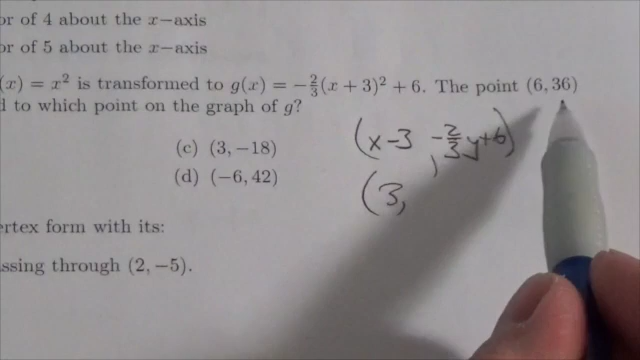 or of 4 about the x−axis
or of 5 about the x−axis
(x) = x² is transformed to g(x) = −2/3(x + 3)² + 6. The point (6, 36)
d to which point on the graph of g?
(c) (3, −18)
(d) (−6, 42)
(x−3, −2/3y+6)
(3,
ertex form with its:
ssing through (2, −5).